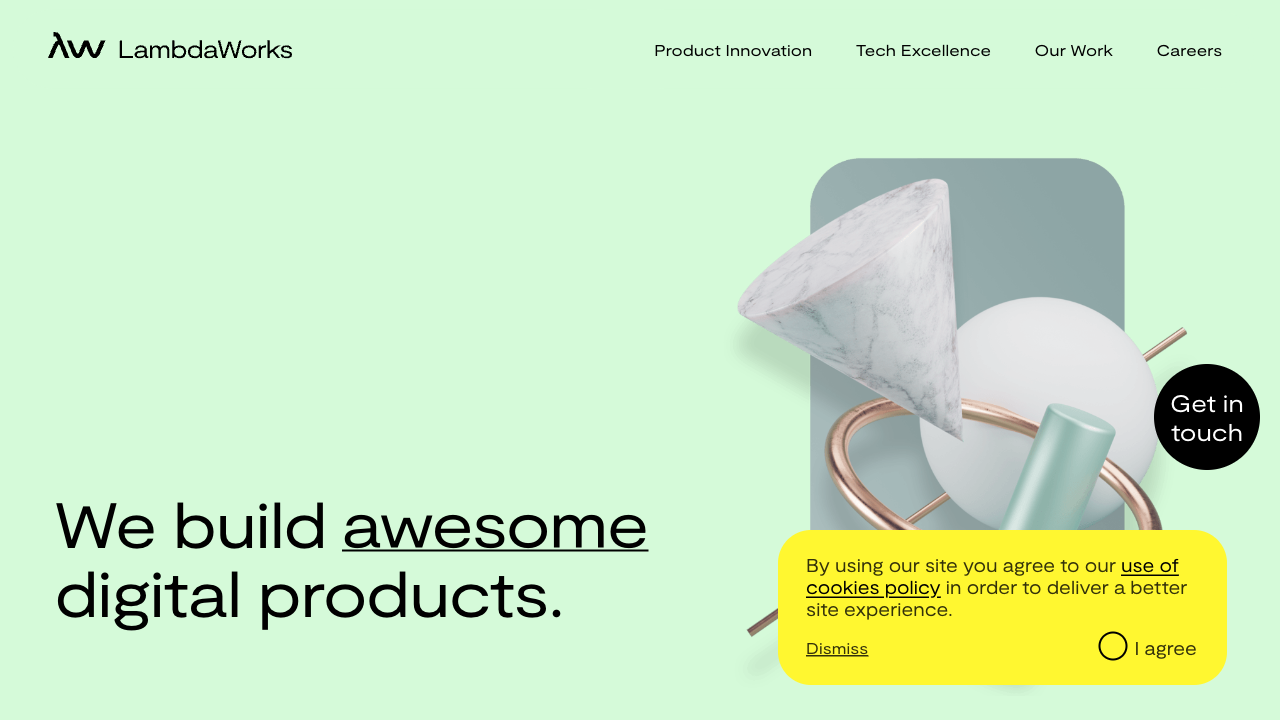 λw LambdaWorks
Product Innovation
Tech Excellence
Our Work
Careers
Get in
touch
We build awesome
digital products.
By using our site you agree to our use of
cookies policy in order to deliver a better
site experience.
Dismiss
I agree